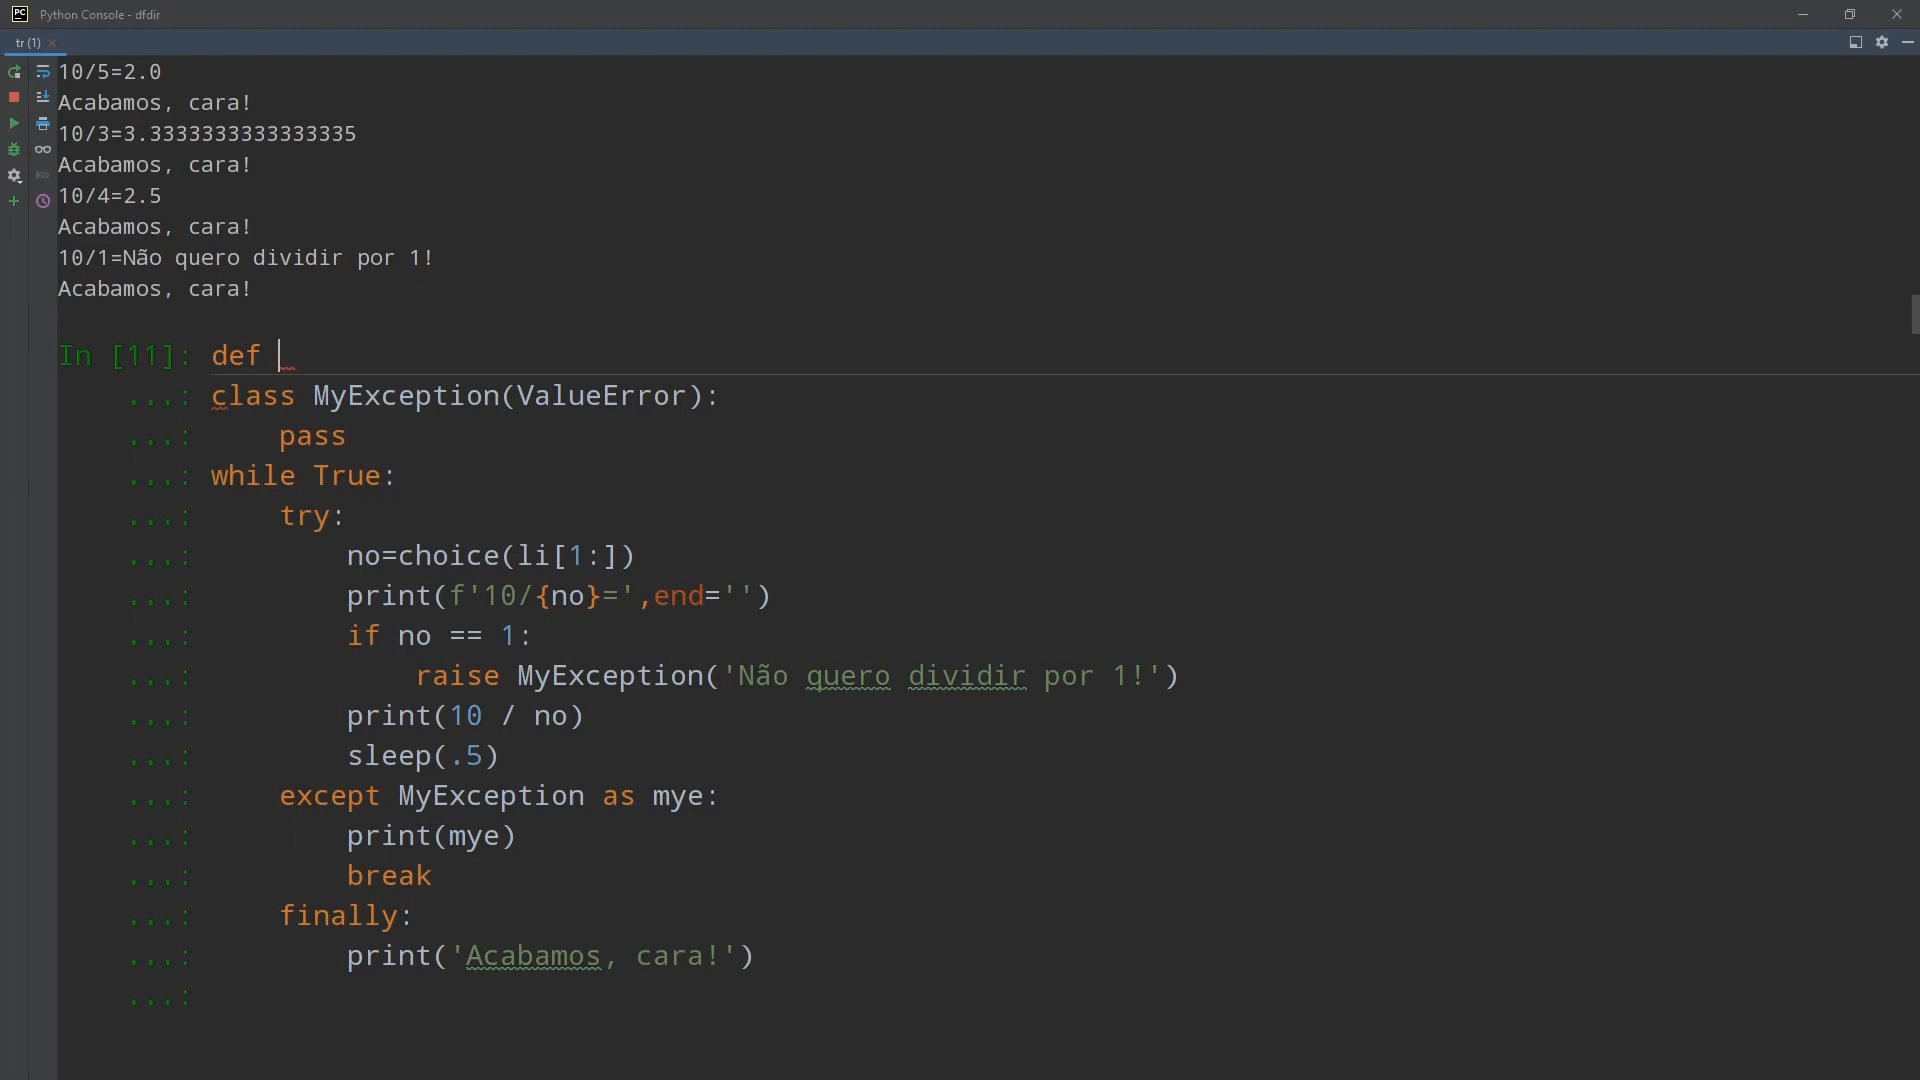 PC Python Console - dfdir
tr (1)
10/5=2.0
Acabamos, cara!
10/3=3.3333333333333335
Acabamos, cara!
10/4=2.5
Acabamos, cara!
10/1=Não quero dividir por 1!
Acabamos, cara!
In [11]: def
...: class MyException(ValueError):
...:     pass
...: while True:
...:     try:
...:         no=choice(li[1:])
...:         print(f'10/{no}=',end='')
...:         if no == 1:
...:             raise MyException('Não quero dividir por 1!')
...:         print(10 / no)
...:         sleep(.5)
...:     except MyException as mye:
...:         print(mye)
...:         break
...:     finally:
...:         print('Acabamos, cara!')
...: